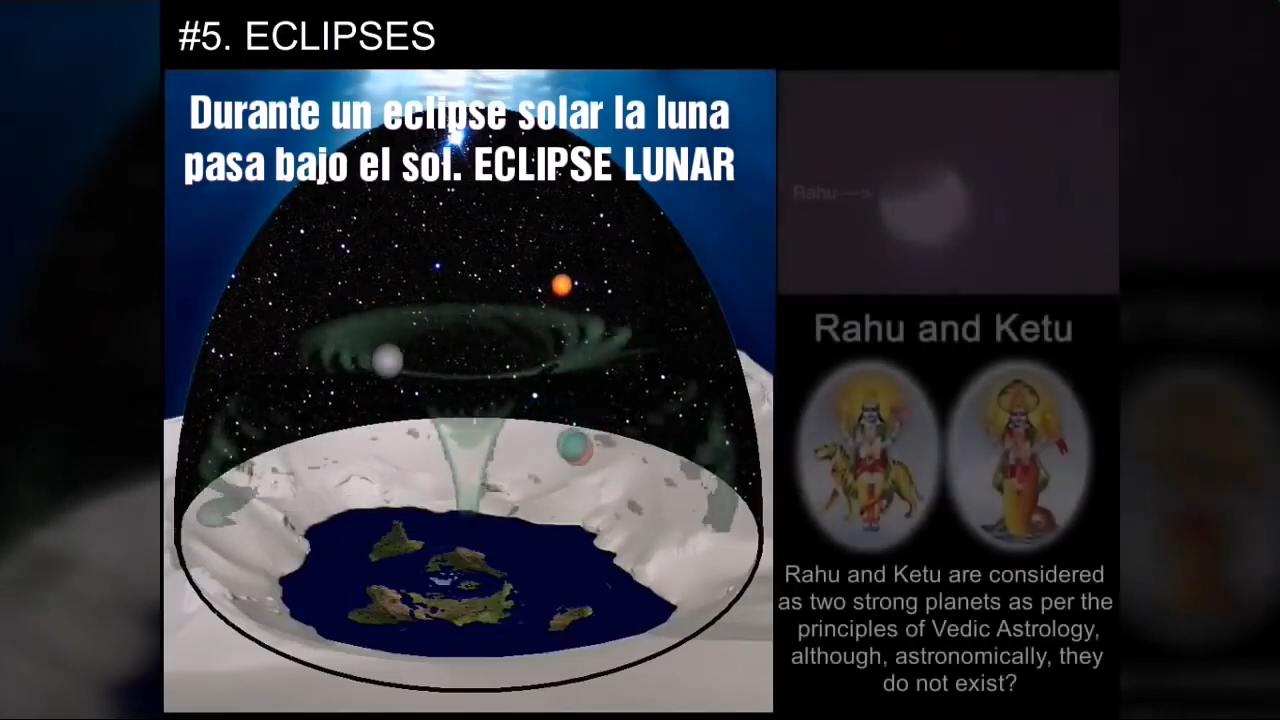 #5. ECLIPSES
Durante un eclipse solar la luna
pasa bajo el sol. ECLIPSE LUNAR
Rahu--->
Rahu and Ketu
Rahu and Ketu are considered
as two strong planets as per the
principles of Vedic Astrology,
although, astronomically, they
do not exist?